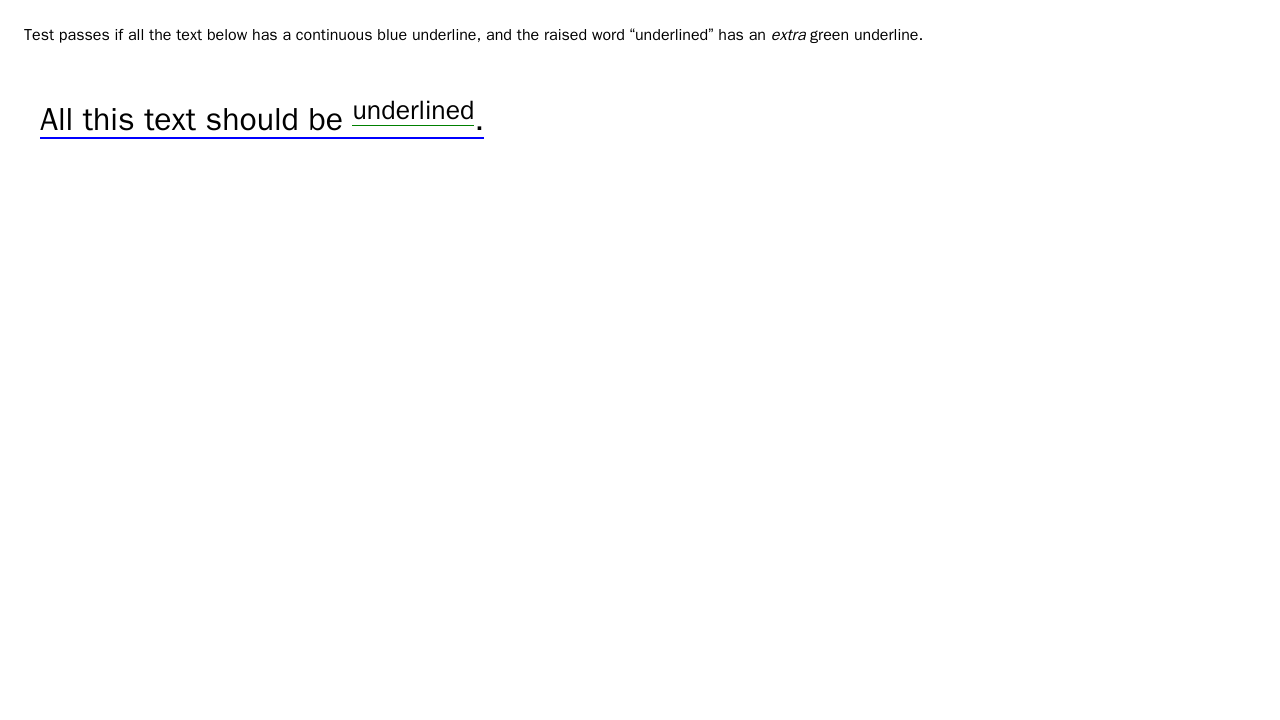 Test passes if all the text below has a continuous blue underline, and the raised word “underlined” has an extra green underline.
All this text should be underlined.